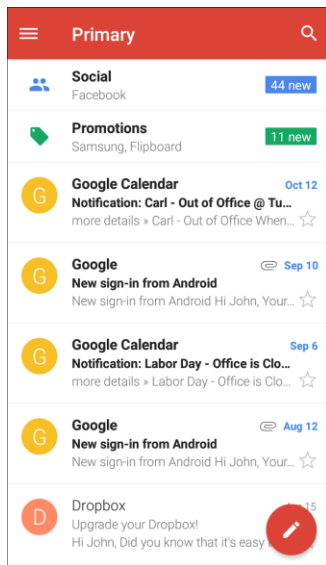 Primary
Social
Facebook
44 new
Promotions
Samsung, Flipboard
11 new
G
Google Calendar
Oct 12
Notification: Carl - Out of Office @ Tu...
more details » Carl - Out of Office When...
G
Google
Sep 10
New sign-in from Android
New sign-in from Android Hi John, Your...
G
Google Calendar
Sep 6
Notification: Labor Day - Office is Clo...
more details » Labor Day - Office is Clo...
G
Google
Aug 12
New sign-in from Android
New sign-in from Android Hi John, Your...
D
Dropbox
15
Upgrade your Dropbox!
Hi John, Did you know that it's easy